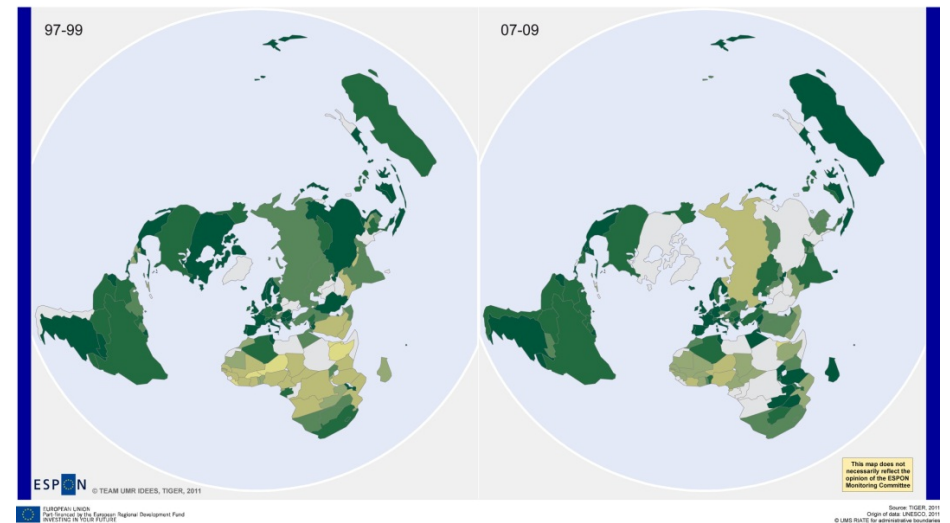 97-99
07-09
ESPON
© TEAM UMR IDEES, TIGER, 2011
This map does not
necessarily reflect the
opinion of the ESPON
Monitoring Committee
EUROPEAN UNION
Part-financed by the European Regional Development Fund
INVESTING IN YOUR FUTURE
Source: TIGER, 2011
Origin of data: UNESCO, 2011
© UMS RIATE for administrative boundaries